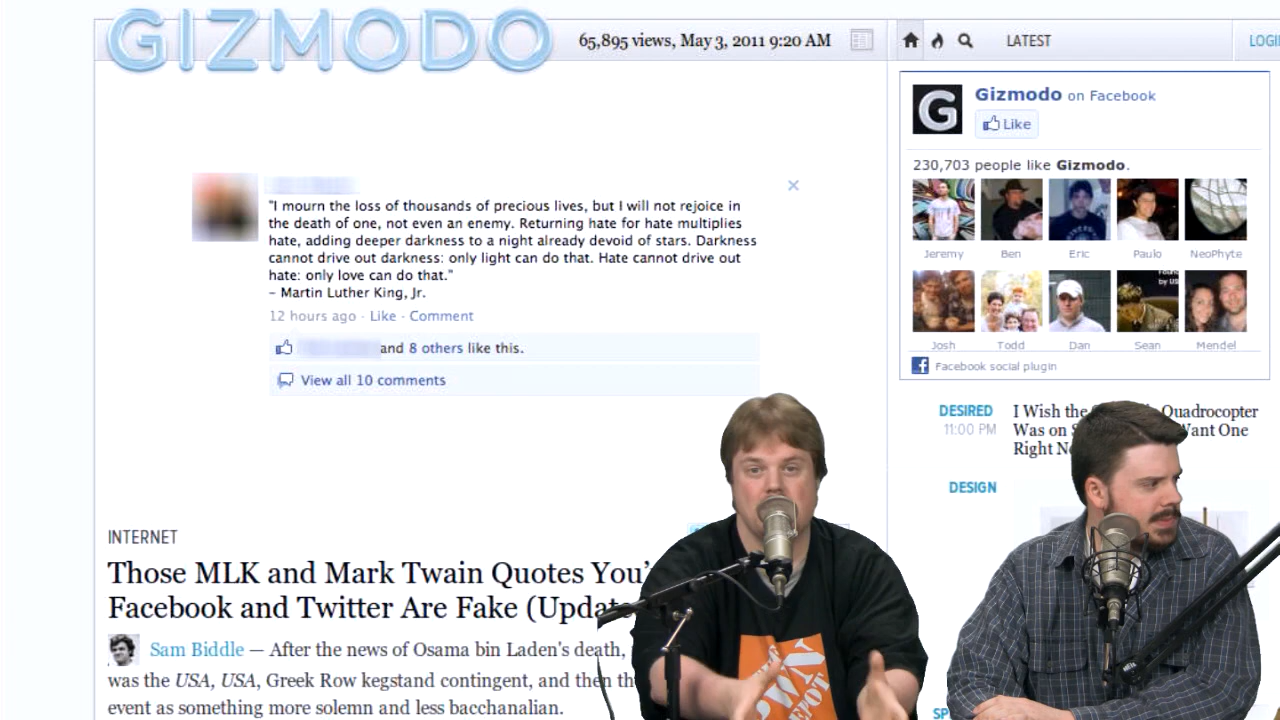 GIZMODO
65,895 views, May 3, 2011 9:20 AM
LATEST
Gizmodo on Facebook
Like
230,703 people like Gizmodo.
Jeremy Ben Eric Paulo NeoPhyte
Josh Todd Dan Sean Mendel
Facebook social plugin
"I mourn the loss of thousands of precious lives, but I will not rejoice in
the death of one, not even an enemy. Returning hate for hate multiplies
hate, adding deeper darkness to a night already devoid of stars. Darkness
cannot drive out darkness: only light can do that. Hate cannot drive out
hate: only love can do that."
– Martin Luther King, Jr.
12 hours ago · Like · Comment
and 8 others like this.
View all 10 comments
DESIRED
11:00 PM
I Wish the Quadrocopter
Was on Want One
Right
DESIGN
INTERNET
Those MLK and Mark Twain Quotes
Facebook and Twitter Are Fake
Sam Biddle — After the news of Osama bin Laden's death,
was the USA, USA, Greek Row kegstand contingent, and then
event as something more solemn and less bacchanalian.